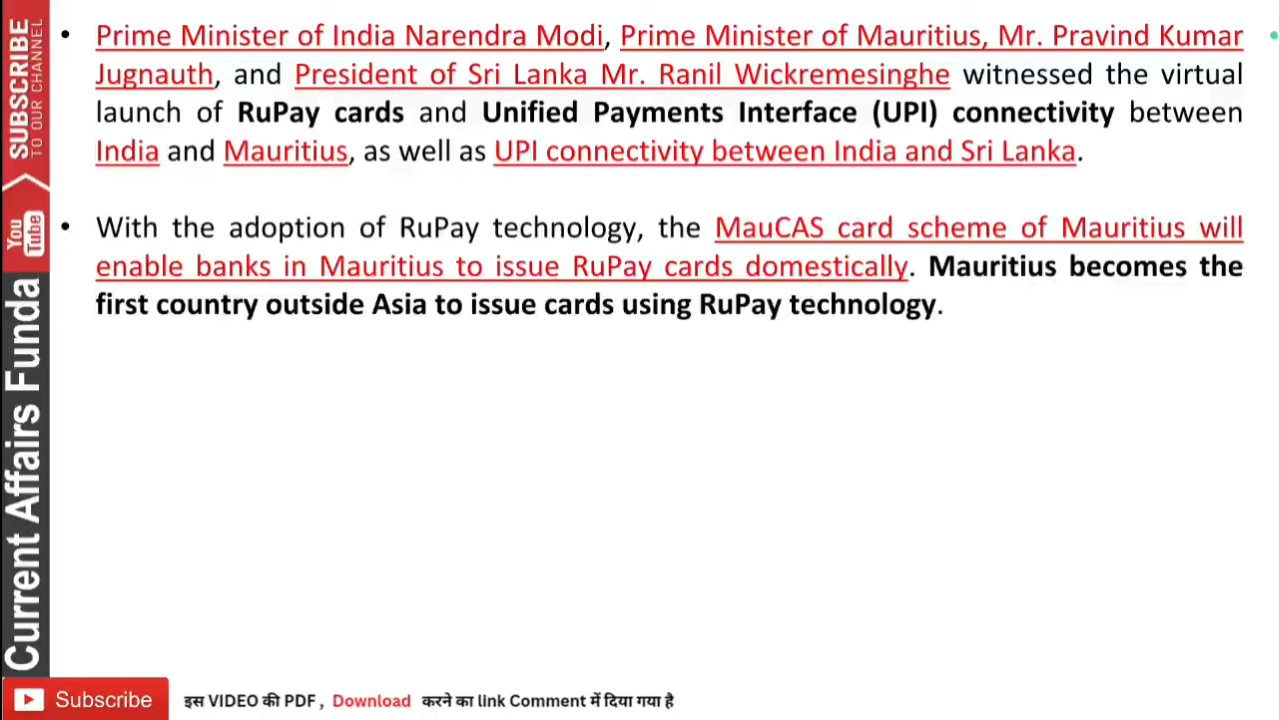 • Prime Minister of India Narendra Modi, Prime Minister of Mauritius, Mr. Pravind Kumar
Jugnauth, and President of Sri Lanka Mr. Ranil Wickremesinghe witnessed the virtual
launch of RuPay cards and Unified Payments Interface (UPI) connectivity between
India and Mauritius, as well as UPI connectivity between India and Sri Lanka.
• With the adoption of RuPay technology, the MauCAS card scheme of Mauritius will
enable banks in Mauritius to issue RuPay cards domestically. Mauritius becomes the
first country outside Asia to issue cards using RuPay technology.
SUBSCRIBE
TO OUR CHANNEL
You
Tube
Current Affairs Funda
Subscribe
इस VIDEO की PDF , Download करने का link Comment में दिया गया है